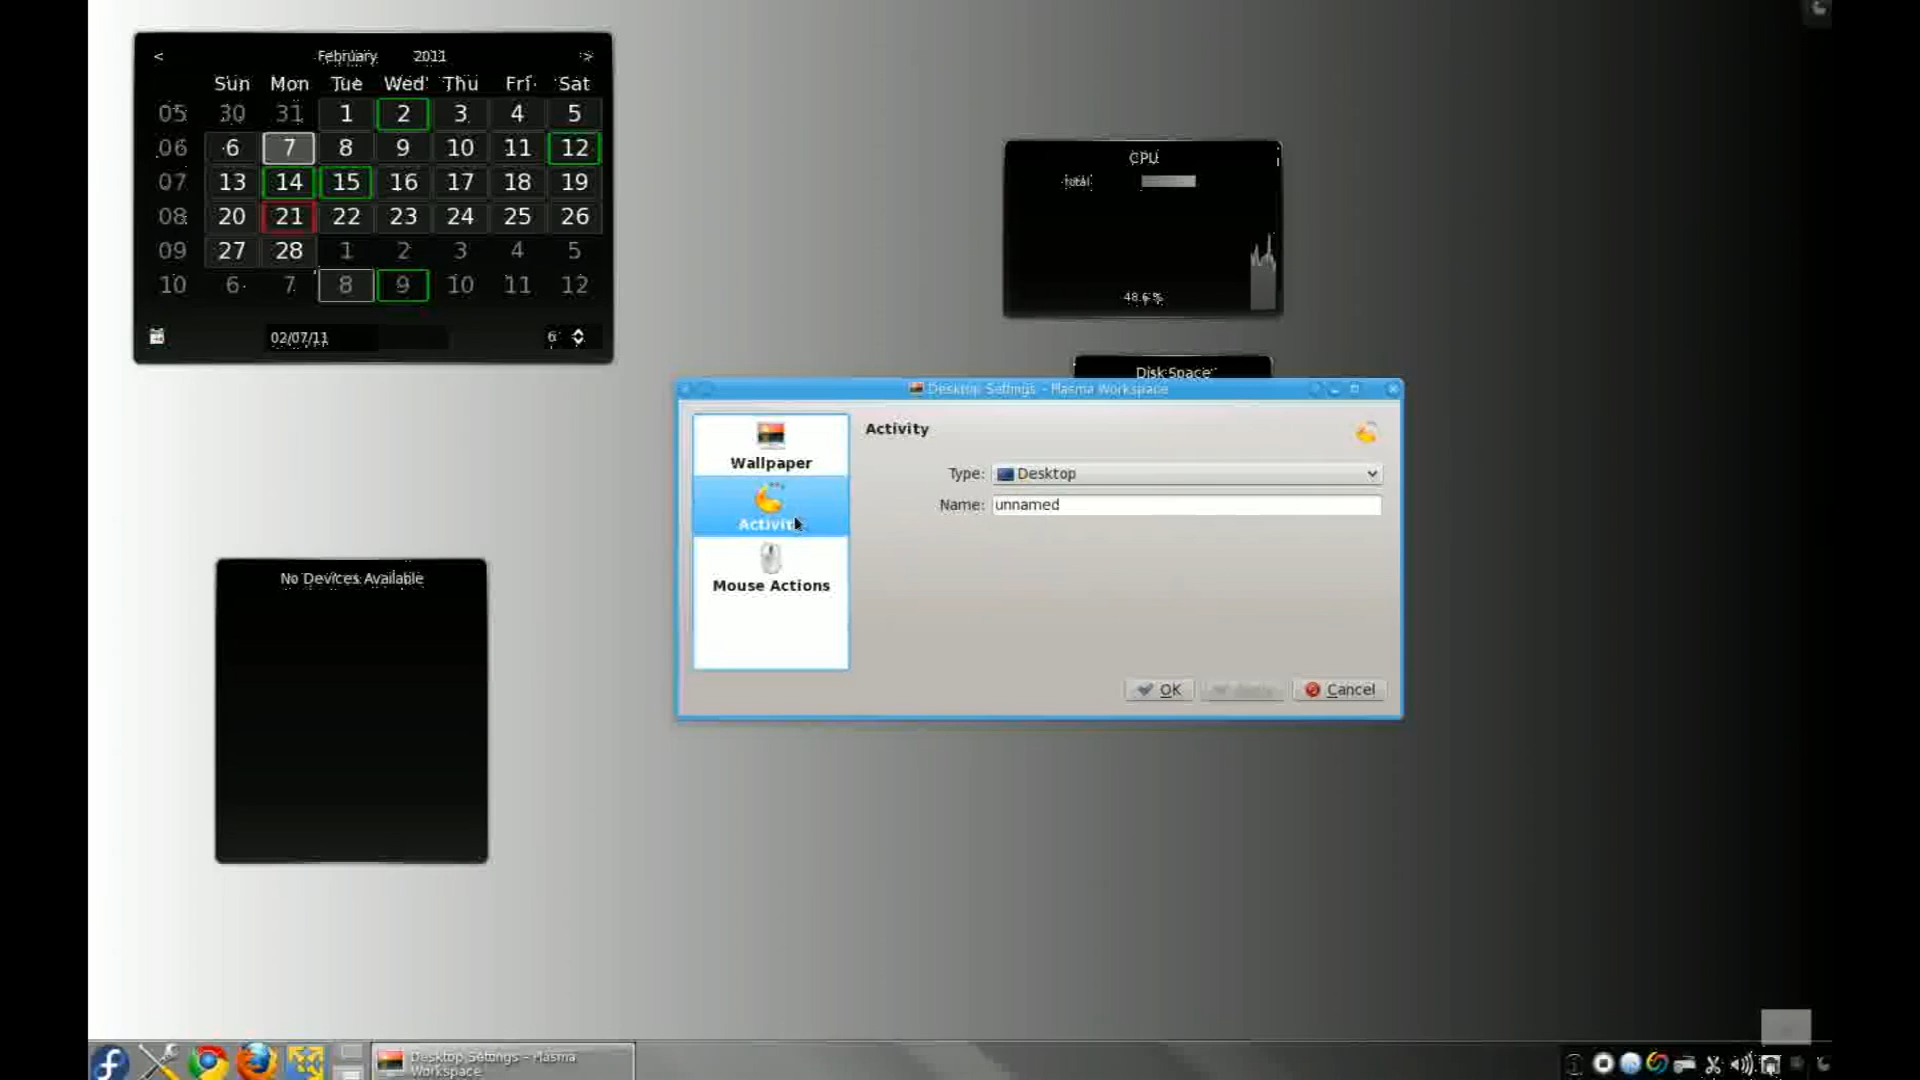 < February 2011 >
Sun Mon Tue Wed Thu Fri Sat
05 30 31 1 2 3 4 5
06 6 7 8 9 10 11 12
07 13 14 15 16 17 18 19
08 20 21 22 23 24 25 26
09 27 28 1 2 3 4 5
10 6 7 8 9 10 11 12
02/07/11 6
CPU
total
48.6 %
Disk Space
Desktop Settings - Plasma Workspace
Wallpaper
Activity
Mouse Actions
Activity
Type: Desktop
Name: unnamed
OK
Cancel
No Devices Available
Desktop Settings - Plasma
Workspace